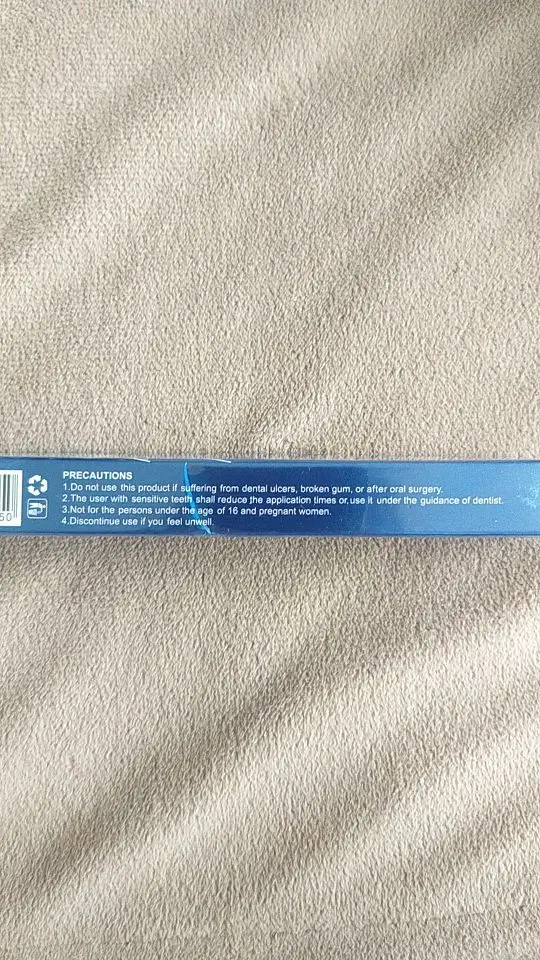 PRECAUTIONS
1.Do not use this product if suffering from dental ulcers, broken gum, or after oral surgery.
2.The user with sensitive teeth shall reduce the application times or use it under the guidance of dentist.
3.Not for the persons under the age of 16 and pregnant women.
4.Discontinue use if you feel unwell.
50